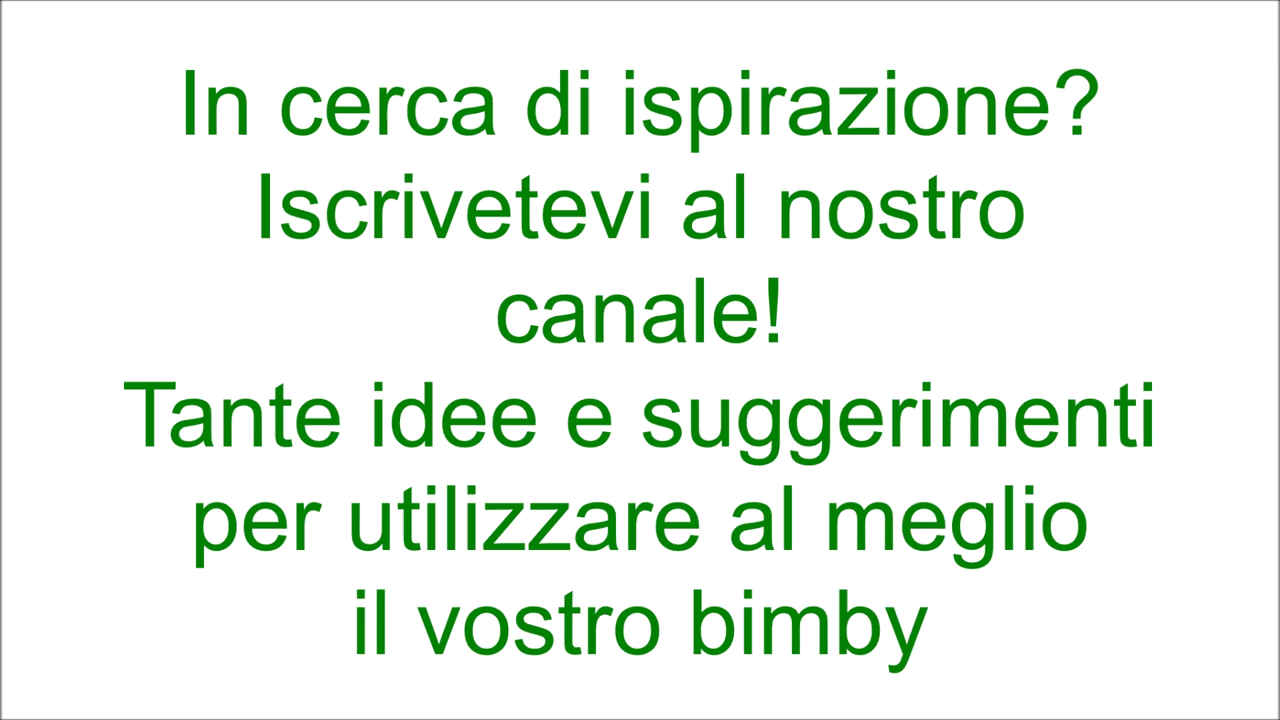 In cerca di ispirazione?
Iscrivetevi al nostro
canale!
Tante idee e suggerimenti
per utilizzare al meglio
il vostro bimby